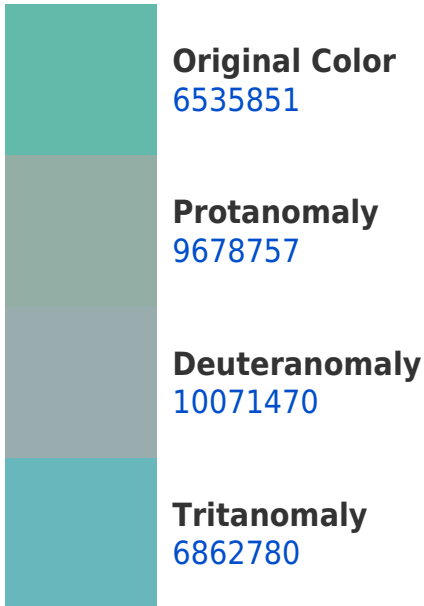 Original Color
6535851
Protanomaly
9678757
Deuteranomaly
10071470
Tritanomaly
6862780